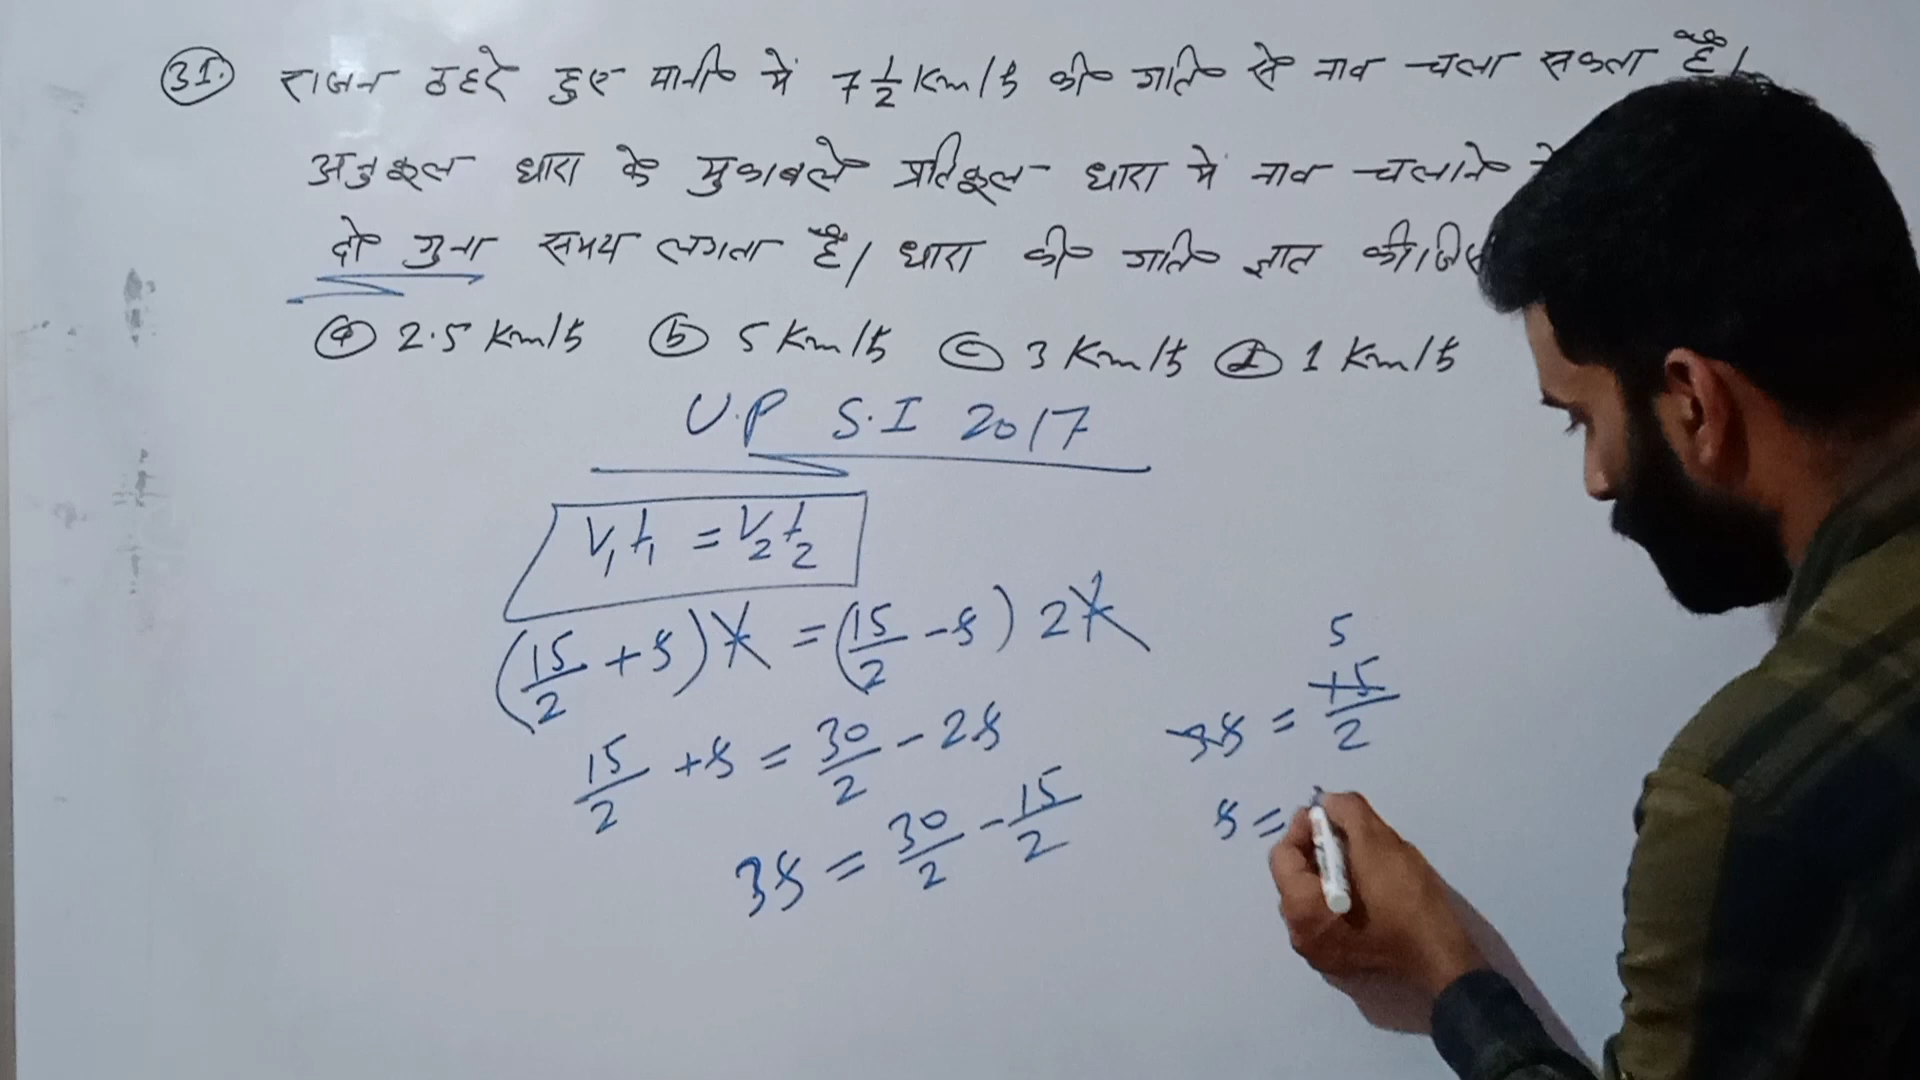 31. राजन ठहरे हुए पानी में 7 1/2 Km/h की गति से नाव चला सकता है।
अनुकूल धारा के मुकाबले प्रतिकूल धारा में नाव चलाने
दो गुना समय लगता है। धारा की गति ज्ञात
(a) 2.5 Km/h (b) 5 Km/h (c) 3 Km/h (d) 1 Km/h
U.P S.I 2017
V₁t₁ = V₂t₂
(15/2 + s) t = (15/2 - s) 2t
15/2 + s = 30/2 - 2s
3s = 30/2 - 15/2
5
3s = 15/2
s =